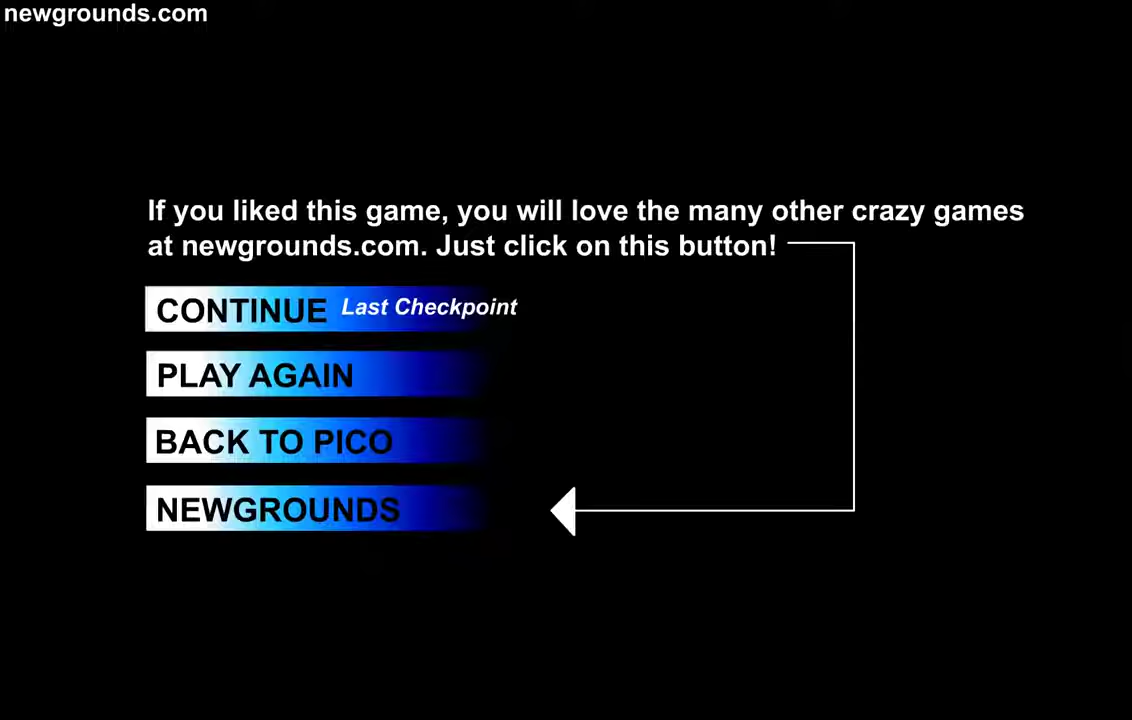 newgrounds.com
If you liked this game, you will love the many other crazy games
at newgrounds.com. Just click on this button!
CONTINUE Last Checkpoint
PLAY AGAIN
BACK TO PICO
NEWGROUNDS